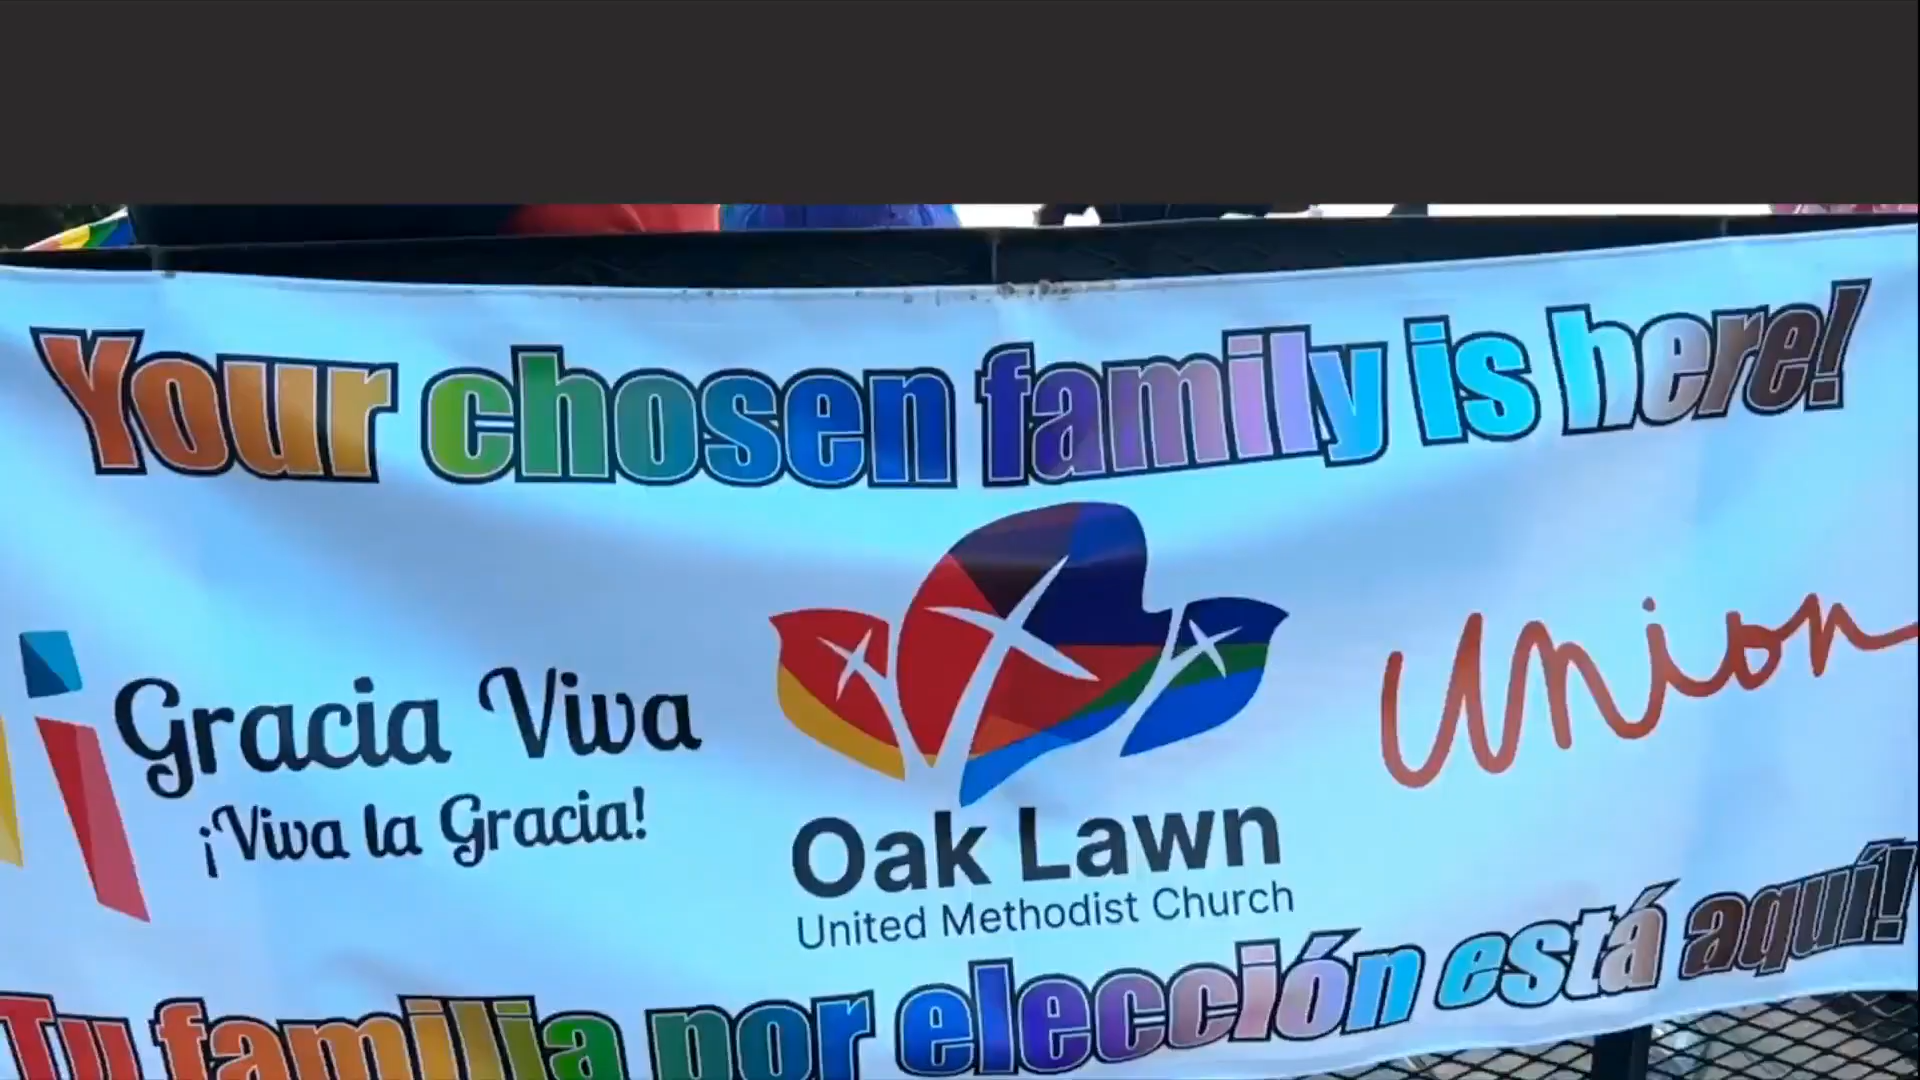 Your chosen family is here!
Gracia Viva
¡Viva la Gracia!
Oak Lawn
United Methodist Church
Union
Tu familia por elección está aquí!